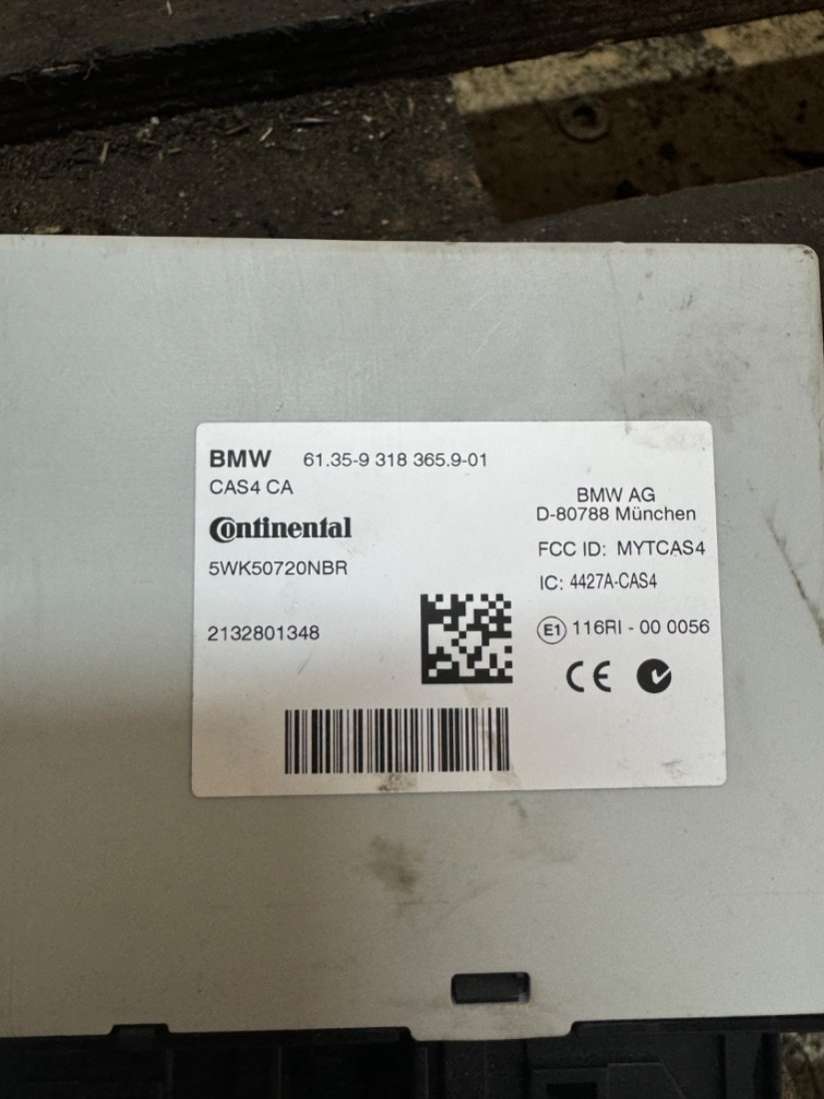 BMW 61.35-9 318 365.9-01
CAS4 CA
Continental
5WK50720NBR
2132801348
BMW AG
D-80788 München
FCC ID: MYTCAS4
IC: 4427A-CAS4
E1 116RI - 00 0056
CE